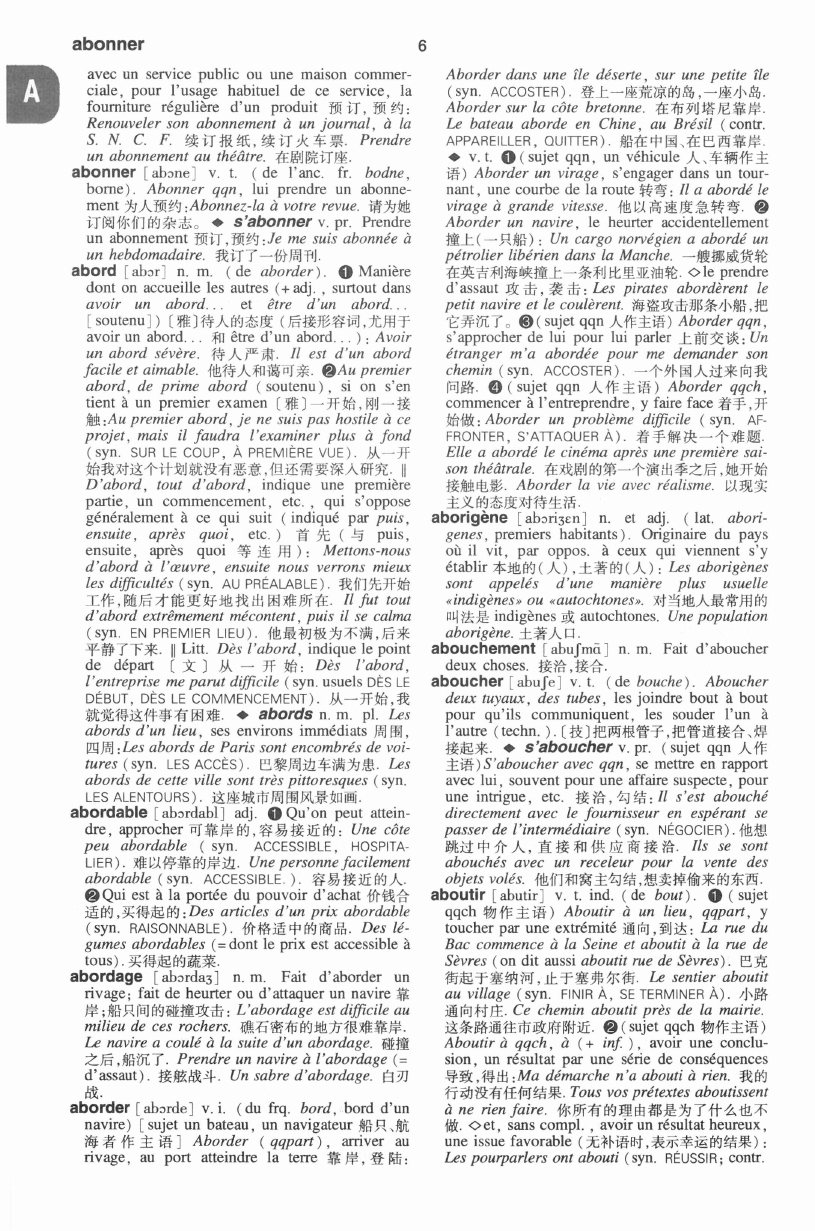 abonner
6
A
avec un service public ou une maison commer-
ciale, pour l'usage habituel de ce service, la
fourniture régulière d'un produit 预订,预约:
Renouveler son abonnement à un journal, à la
S. N. C. F. 续订报纸,续订火车票. Prendre
un abonnement au théâtre. 在剧院订座.
abonner [abɔne] v. t. (de l'anc. fr. bodne,
borne). Abonner qqn, lui prendre un abonne-
ment 为人预约:Abonnez-la à votre revue. 请为她
订阅你们的杂志。 ◆ s'abonner v. pr. Prendre
un abonnement 预订,预约:Je me suis abonnée à
un hebdomadaire. 我订了一份周刊.
abord [abɔr] n. m. (de aborder). ❶ Manière
dont on accueille les autres (+adj., surtout dans
avoir un abord... et être d'un abord...
[soutenu]) [雅]待人的态度 (后接形容词,尤用于
avoir un abord... 和 être d'un abord...): Avoir
un abord sévère. 待人严肃. Il est d'un abord
facile et aimable. 他待人和蔼可亲. ❷Au premier
abord, de prime abord (soutenu), si on s'en
tient à un premier examen [雅] 一开始,刚一接
触:Au premier abord, je ne suis pas hostile à ce
projet, mais il faudra l'examiner plus à fond
(syn. SUR LE COUP, À PREMIÈRE VUE). 从一开
始我对这个计划就没有恶意,但还需要深入研究. ‖
D'abord, tout d'abord, indique une première
partie, un commencement, etc., qui s'oppose
généralement à ce qui suit (indiqué par puis,
ensuite, après quoi, etc.) 首先 (与 puis,
ensuite, après quoi 等连用): Mettons-nous
d'abord à l'œuvre, ensuite nous verrons mieux
les difficultés (syn. AU PRÉALABLE). 我们先开始
工作,随后才能更好地找出困难所在. Il fut tout
d'abord extrêmement mécontent, puis il se calma
(syn. EN PREMIER LIEU). 他最初极为不满,后来
平静了下来. ‖ Litt. Dès l'abord, indique le point
de départ [文] 从一开始: Dès l'abord,
l'entreprise me parut difficile (syn. usuels DÈS LE
DÉBUT, DÈS LE COMMENCEMENT). 从一开始,我
就觉得这件事有困难. ◆ abords n. m. pl. Les
abords d'un lieu, ses environs immédiats 周围,
四周:Les abords de Paris sont encombrés de voi-
tures (syn. LES ACCÈS). 巴黎周边车满为患. Les
abords de cette ville sont très pittoresques (syn.
LES ALENTOURS). 这座城市周围风景如画.
abordable [abɔrdabl] adj. ❶ Qu'on peut attein-
dre, approcher 可靠岸的,容易接近的: Une côte
peu abordable ( syn. ACCESSIBLE, HOSPITA-
LIER). 难以停靠的岸边. Une personne facilement
abordable (syn. ACCESSIBLE.). 容易接近的人.
❷Qui est à la portée du pouvoir d'achat 价钱合
适的,买得起的:Des articles d'un prix abordable
(syn. RAISONNABLE). 价格适中的商品. Des lé-
gumes abordables (=dont le prix est accessible à
tous).买得起的蔬菜.
abordage [abɔrdaʒ] n. m. Fait d'aborder un
rivage; fait de heurter ou d'attaquer un navire 靠
岸;船只间的碰撞攻击: L'abordage est difficile au
milieu de ces rochers. 礁石密布的地方很难靠岸.
Le navire a coulé à la suite d'un abordage. 碰撞
之后,船沉了. Prendre un navire à l'abordage (=
d'assaut). 接舷战斗. Un sabre d'abordage. 白刃
战.
aborder [abɔrde] v. i. (du frq. bord, bord d'un
navire) [sujet un bateau, un navigateur 船只、航
海者作主语] Aborder (qqpart), arriver au
rivage, au port atteindre la terre 靠岸,登陆:
Aborder dans une île déserte, sur une petite île
(syn. ACCOSTER). 登上一座荒凉的岛,一座小岛.
Aborder sur la côte bretonne. 在布列塔尼靠岸.
Le bateau aborde en Chine, au Brésil (contr.
APPAREILLER, QUITTER). 船在中国、在巴西靠岸.
◆ v. t. ❶(sujet qqn, un véhicule 人、车辆作主
语) Aborder un virage, s'engager dans un tour-
nant, une courbe de la route 转弯: Il a abordé le
virage à grande vitesse. 他以高速度急转弯. ❷
Aborder un navire, le heurter accidentellement
撞上(一只船): Un cargo norvégien a abordé un
pétrolier libérien dans la Manche. 一艘挪威货轮
在英吉利海峡撞上一条利比里亚油轮. ◇le prendre
d'assaut 攻击,袭击: Les pirates abordèrent le
petit navire et le coulèrent. 海盗攻击那条小船,把
它弄沉了。❸(sujet qqn 人作主语) Aborder qqn,
s'approcher de lui pour lui parler 上前交谈:Un
étranger m'a abordée pour me demander son
chemin (syn. ACCOSTER). 一个外国人过来向我
问路. ❹ (sujet qqn 人作主语) Aborder qqch,
commencer à l'entreprendre, y faire face 着手,开
始做: Aborder un problème difficile (syn. AF-
FRONTER, S'ATTAQUER À). 着手解决一个难题.
Elle a abordé le cinéma après une première sai-
son théâtrale. 在戏剧的第一个演出季之后,她开始
接触电影. Aborder la vie avec réalisme. 以现实
主义的态度对待生活.
aborigène [abɔriʒɛn] n. et adj. (lat. abori-
genes, premiers habitants). Originaire du pays
où il vit, par oppos. à ceux qui viennent s'y
établir 本地的(人),土著的(人): Les aborigènes
sont appelés d'une manière plus usuelle
«indigènes» ou «autochtones». 对当地人最常用的
叫法是 indigènes 或 autochtones. Une population
aborigène. 土著人口.
abouchement [abuʃmɑ̃] n. m. Fait d'aboucher
deux choses. 接洽,接合.
aboucher [abuʃe] v. t. (de bouche). Aboucher
deux tuyaux, des tubes, les joindre bout à bout
pour qu'ils communiquent, les souder l'un à
l'autre (techn.).[技]把两根管子,把管道接合、焊
接起来. ◆ s'aboucher v. pr. (sujet qqn 人作
主语)S'aboucher avec qqn, se mettre en rapport
avec lui, souvent pour une affaire suspecte, pour
une intrigue, etc. 接洽,勾结: Il s'est abouché
directement avec le fournisseur en espérant se
passer de l'intermédiaire (syn. NÉGOCIER).他想
跳过中介人,直接和供应商接洽. Ils se sont
abouchés avec un receleur pour la vente des
objets volés. 他们和窝主勾结,想卖掉偷来的东西.
aboutir [abutir] v. t. ind. (de bout). ❶ (sujet
qqch 物作主语) Aboutir à un lieu, qqpart, y
toucher par une extrémité 通向,到达: La rue du
Bac commence à la Seine et aboutit à la rue de
Sèvres (on dit aussi aboutit rue de Sèvres). 巴克
街起于塞纳河,止于塞弗尔街. Le sentier aboutit
au village (syn. FINIR À, SE TERMINER À). 小路
通向村庄. Ce chemin aboutit près de la mairie.
这条路通往市政府附近. ❷(sujet qqch 物作主语)
Aboutir à qqch, à (+ inf.), avoir une conclu-
sion, un résultat par une série de conséquences
导致,得出:Ma démarche n'a abouti à rien. 我的
行动没有任何结果. Tous vos prétextes aboutissent
à ne rien faire. 你所有的理由都是为了什么也不
做. ◇et, sans compl., avoir un résultat heureux,
une issue favorable (无补语时,表示幸运的结果):
Les pourparlers ont abouti (syn. RÉUSSIR; contr.